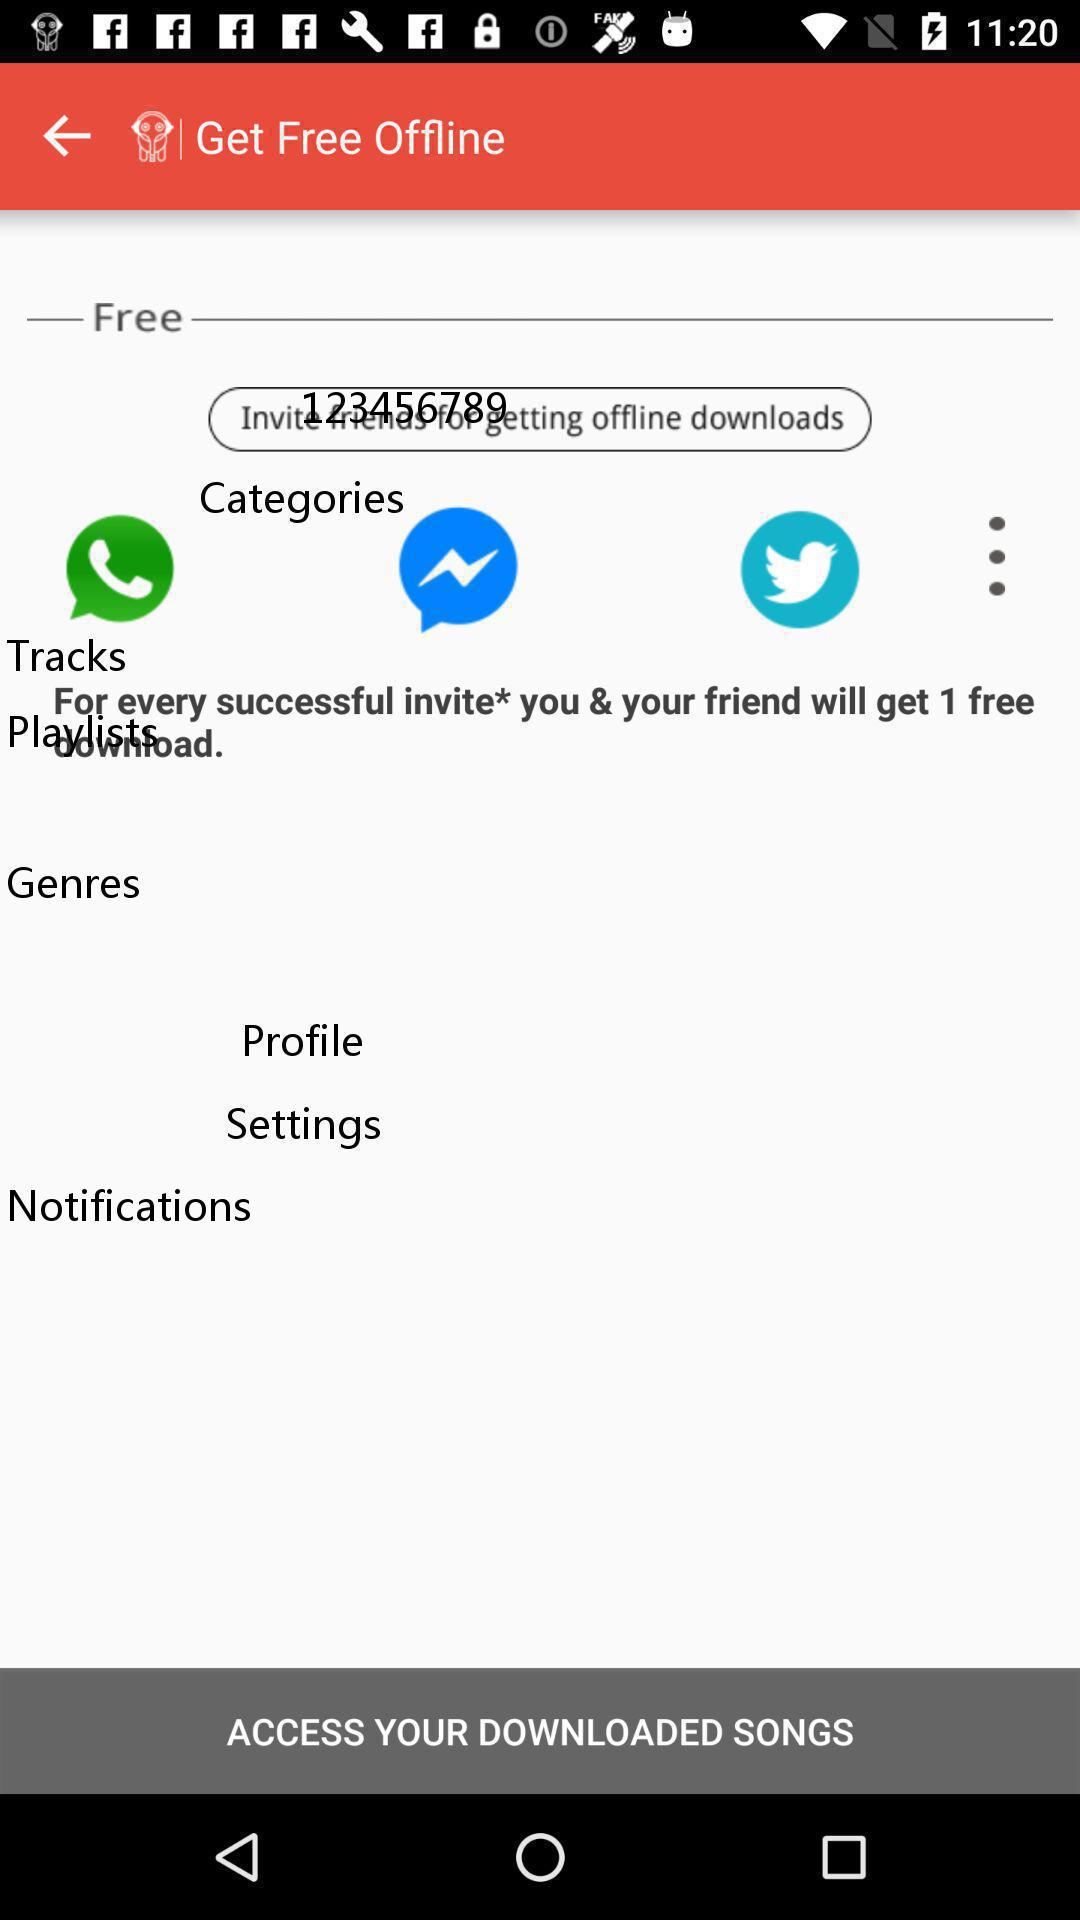 FAKE
11:20
Get Free Offline
Free
123456789
Invite friends for getting offline downloads
Categories
Tracks
For every successful invite* you & your friend will get 1 free
download.
Playlists
Genres
Profile
Settings
Notifications
ACCESS YOUR DOWNLOADED SONGS